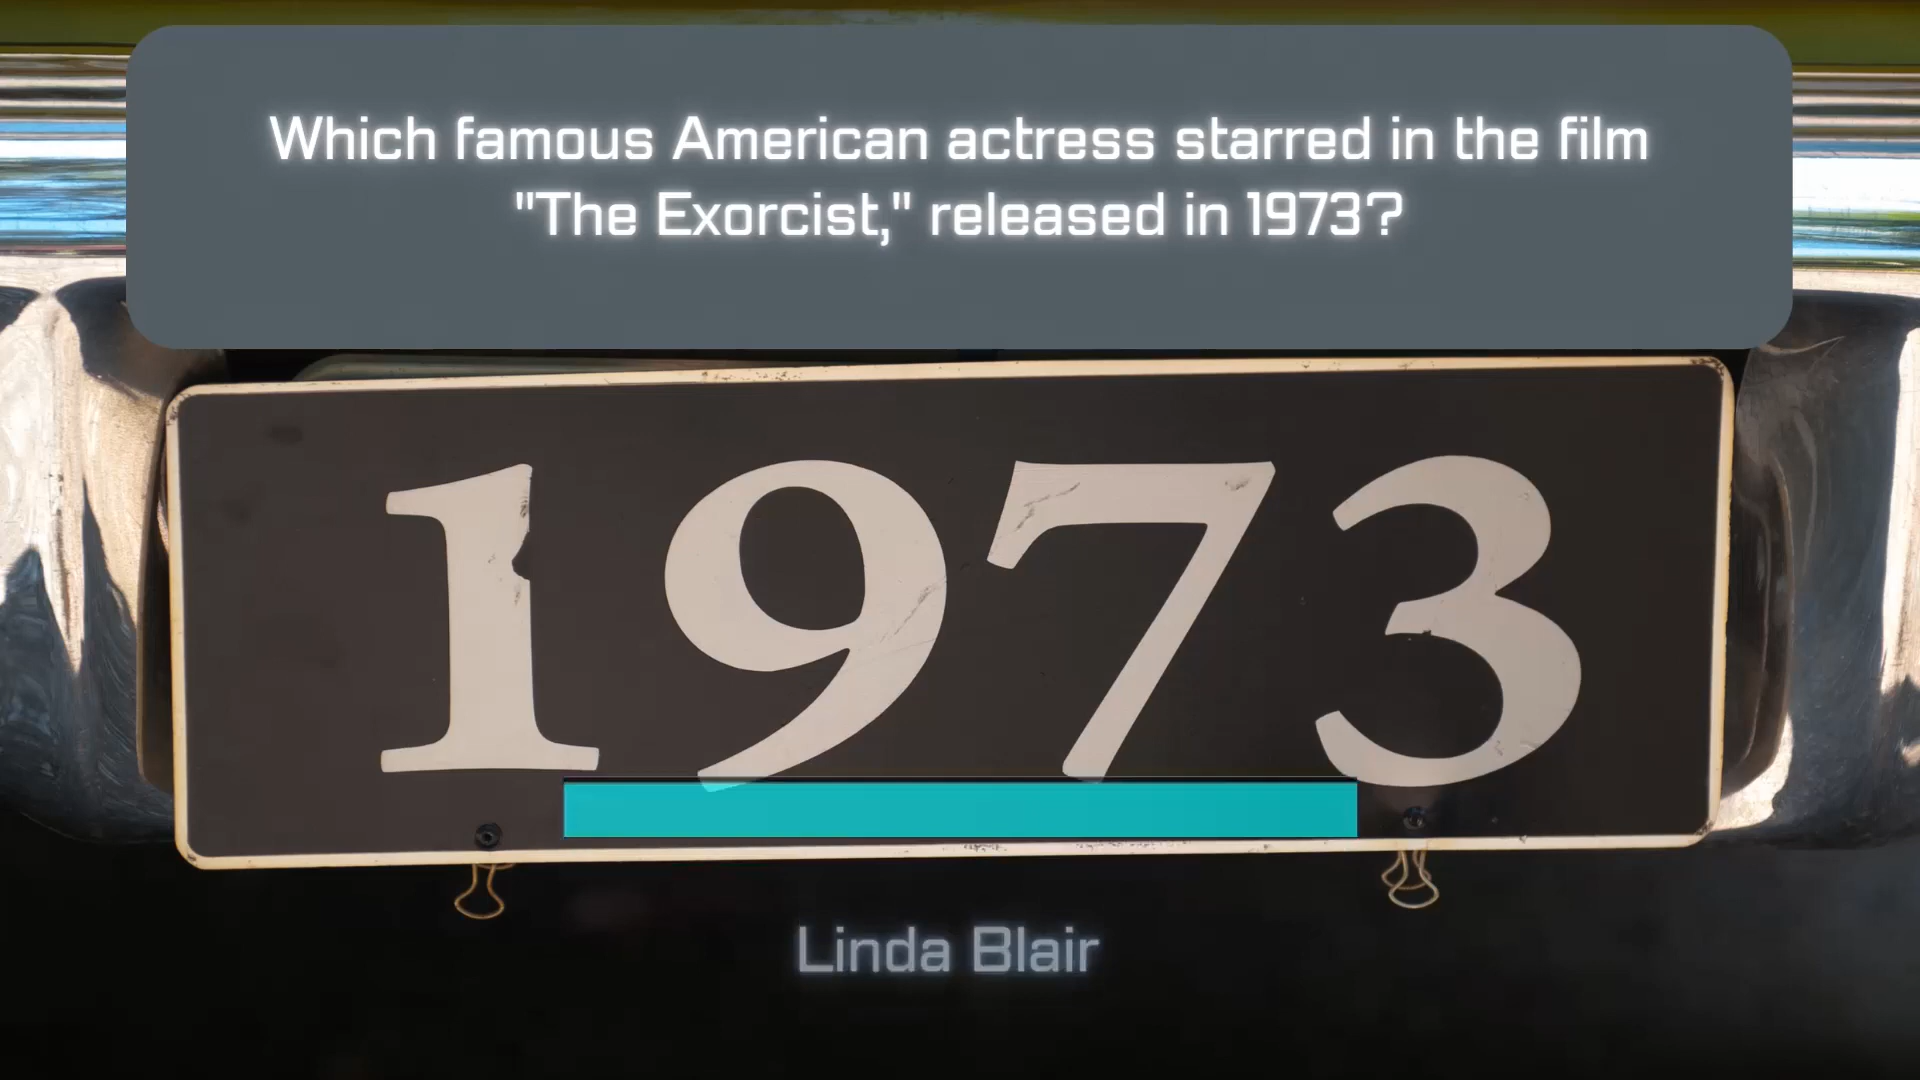 Which famous American actress starred in the film
"The Exorcist," released in 1973?
1973
Linda Blair